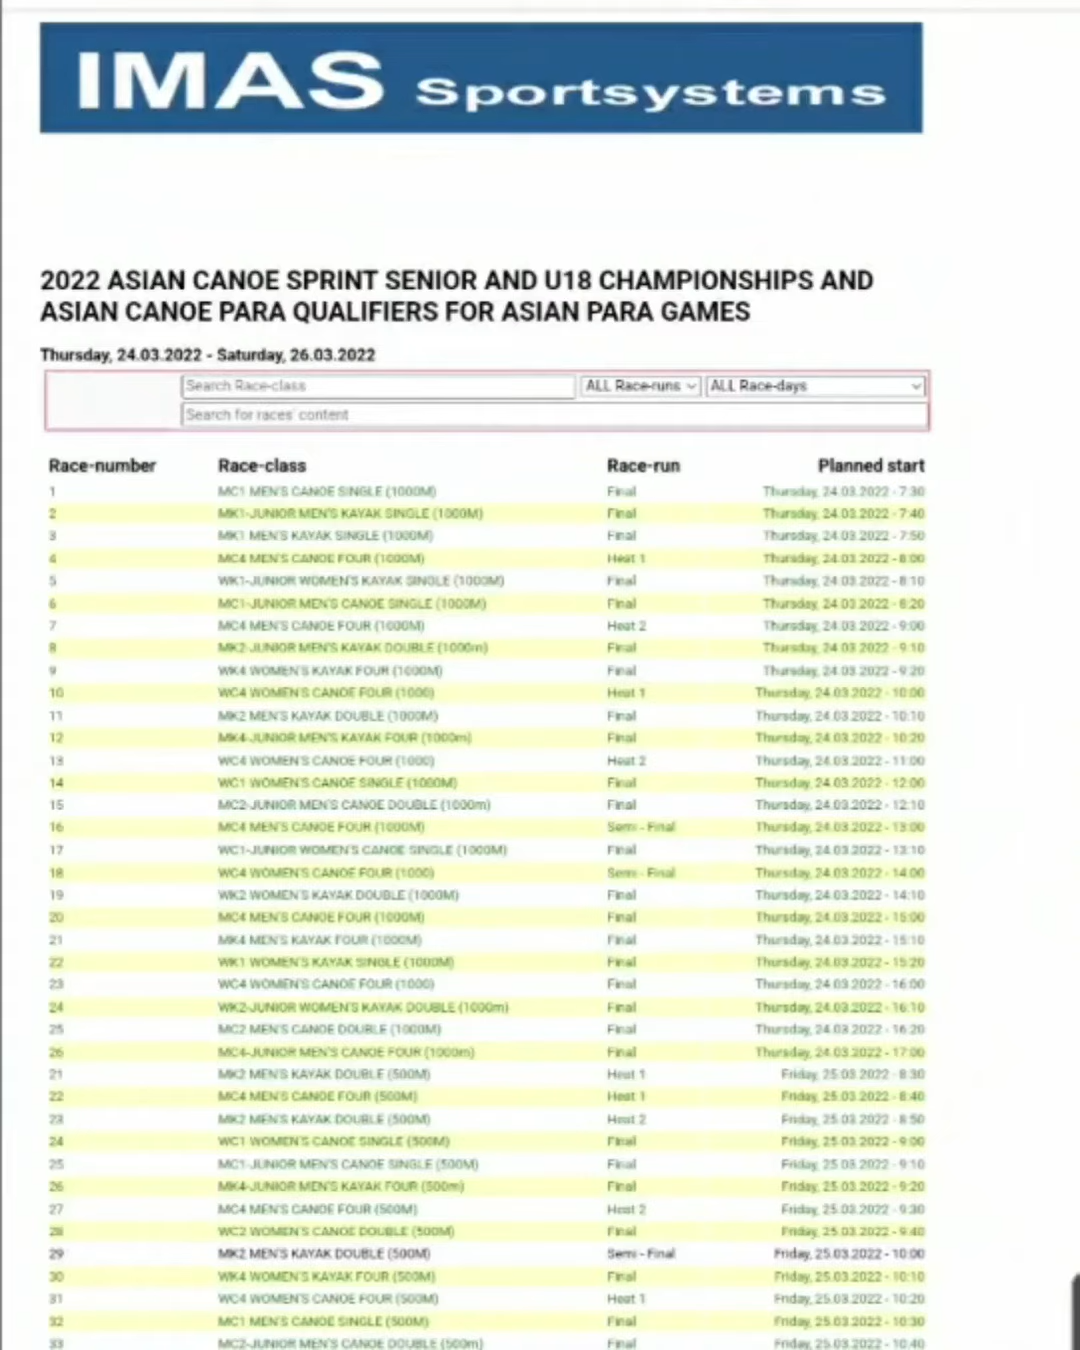 IMAS Sportsystems
2022 ASIAN CANOE SPRINT SENIOR AND U18 CHAMPIONSHIPS AND
ASIAN CANOE PARA QUALIFIERS FOR ASIAN PARA GAMES
Thursday, 24.03.2022 - Saturday, 26.03.2022
Search Race-class ALL Race-runs ALL Race-days
Search for races' content
Race-number Race-class Race-run Planned start
1 MC1 MEN'S CANOE SINGLE (1000M) Final Thursday, 24.03.2022 - 7:30
2 MK1-JUNIOR MEN'S KAYAK SINGLE (1000M) Final Thursday, 24.03.2022 - 7:40
3 MK1 MEN'S KAYAK SINGLE (1000M) Final Thursday, 24.03.2022 - 7:50
4 MC4 MEN'S CANOE FOUR (1000M) Heat 1 Thursday, 24.03.2022 - 8:00
5 WK1-JUNIOR WOMEN'S KAYAK SINGLE (1000M) Final Thursday, 24.03.2022 - 8:10
6 MC1-JUNIOR MEN'S CANOE SINGLE (1000M) Final Thursday, 24.03.2022 - 8:20
7 MC4 MEN'S CANOE FOUR (1000M) Heat 2 Thursday, 24.03.2022 - 9:00
8 MK2-JUNIOR MEN'S KAYAK DOUBLE (1000m) Final Thursday, 24.03.2022 - 9:10
9 WK4 WOMEN'S KAYAK FOUR (1000M) Final Thursday, 24.03.2022 - 9:20
10 WC4 WOMEN'S CANOE FOUR (1000) Heat 1 Thursday, 24.03.2022 - 10:00
11 MK2 MEN'S KAYAK DOUBLE (1000M) Final Thursday, 24.03.2022 - 10:10
12 MK4-JUNIOR MEN'S KAYAK FOUR (1000m) Final Thursday, 24.03.2022 - 10:20
13 WC4 WOMEN'S CANOE FOUR (1000) Heat 2 Thursday, 24.03.2022 - 11:00
14 WC1 WOMEN'S CANOE SINGLE (1000M) Final Thursday, 24.03.2022 - 12:00
15 MC2-JUNIOR MEN'S CANOE DOUBLE (1000m) Final Thursday, 24.03.2022 - 12:10
16 MC4 MEN'S CANOE FOUR (1000M) Semi - Final Thursday, 24.03.2022 - 13:00
17 WC1-JUNIOR WOMEN'S CANOE SINGLE (1000M) Final Thursday, 24.03.2022 - 13:10
18 WC4 WOMEN'S CANOE FOUR (1000) Semi - Final Thursday, 24.03.2022 - 14:00
19 WK2 WOMEN'S KAYAK DOUBLE (1000M) Final Thursday, 24.03.2022 - 14:10
20 MC4 MEN'S CANOE FOUR (1000M) Final Thursday, 24.03.2022 - 15:00
21 MK4 MEN'S KAYAK FOUR (1000M) Final Thursday, 24.03.2022 - 15:10
22 WK1 WOMEN'S KAYAK SINGLE (1000M) Final Thursday, 24.03.2022 - 15:20
23 WC4 WOMEN'S CANOE FOUR (1000) Final Thursday, 24.03.2022 - 16:00
24 WK2-JUNIOR WOMEN'S KAYAK DOUBLE (1000m) Final Thursday, 24.03.2022 - 16:10
25 MC2 MEN'S CANOE DOUBLE (1000M) Final Thursday, 24.03.2022 - 16:20
26 MC4-JUNIOR MEN'S CANOE FOUR (1000m) Final Thursday, 24.03.2022 - 17:00
21 MK2 MEN'S KAYAK DOUBLE (500M) Heat 1 Friday, 25.03.2022 - 8:30
22 MC4 MEN'S CANOE FOUR (500M) Heat 1 Friday, 25.03.2022 - 8:40
23 MK2 MEN'S KAYAK DOUBLE (500M) Heat 2 Friday, 25.03.2022 - 8:50
24 WC1 WOMEN'S CANOE SINGLE (500M) Final Friday, 25.03.2022 - 9:00
25 MC1-JUNIOR MEN'S CANOE SINGLE (500M) Final Friday, 25.03.2022 - 9:10
26 MK4-JUNIOR MEN'S KAYAK FOUR (500m) Final Friday, 25.03.2022 - 9:20
27 MC4 MEN'S CANOE FOUR (500M) Heat 2 Friday, 25.03.2022 - 9:30
28 WC2 WOMEN'S CANOE DOUBLE (500M) Final Friday, 25.03.2022 - 9:40
29 MK2 MEN'S KAYAK DOUBLE (500M) Semi - Final Friday, 25.03.2022 - 10:00
30 WK4 WOMEN'S KAYAK FOUR (500M) Final Friday, 25.03.2022 - 10:10
31 WC4 WOMEN'S CANOE FOUR (500M) Heat 1 Friday, 25.03.2022 - 10:20
32 MC1 MEN'S CANOE SINGLE (500M) Final Friday, 25.03.2022 - 10:30
33 MC2-JUNIOR MEN'S CANOE DOUBLE (500m) Final Friday, 25.03.2022 - 10:40